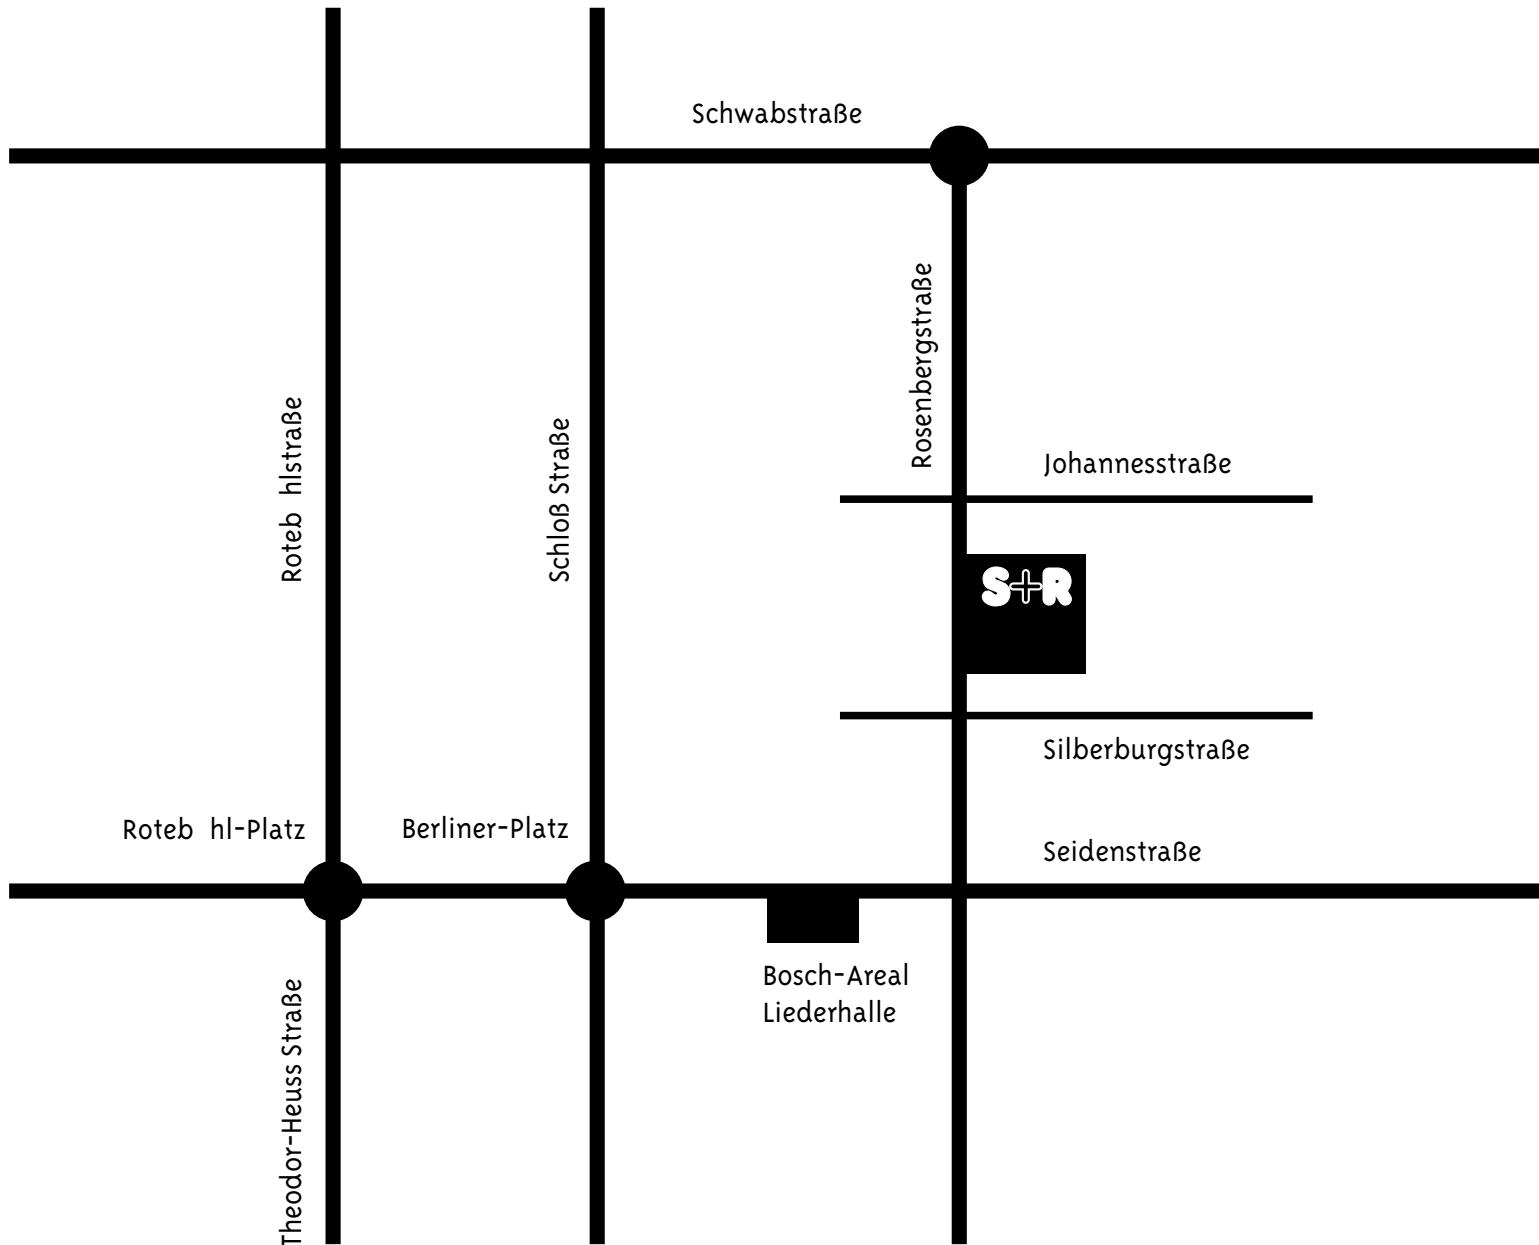 Schwabstraße
Rosenbergstraße
Roteb hlstraße
Schloß Straße
Johannesstraße
S+R
Silberburgstraße
Roteb hl-Platz
Berliner-Platz
Seidenstraße
Bosch-Areal
Liederhalle
Theodor-Heuss Straße